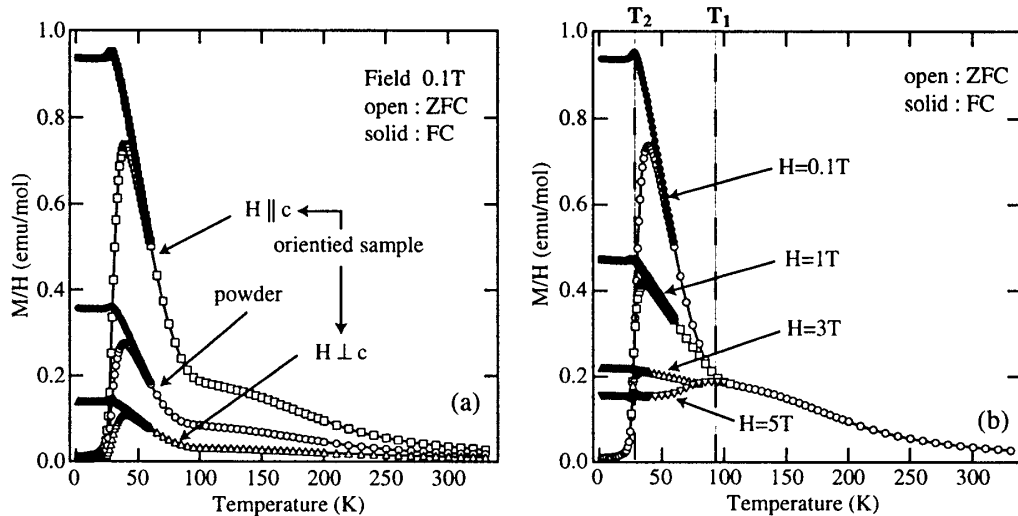 1.0
0.8
0.6
0.4
0.2
0.0
M/H (emu/mol)
0
50
100
150
200
250
300
Temperature (K)
Field 0.1T
open : ZFC
solid : FC
H || c
orientied sample
powder
H ⊥ c
(a)
T2
T1
1.0
0.8
0.6
0.4
0.2
0.0
M/H (emu/mol)
0
50
100
150
200
250
300
Temperature (K)
open : ZFC
solid : FC
H=0.1T
H=1T
H=3T
H=5T
(b)